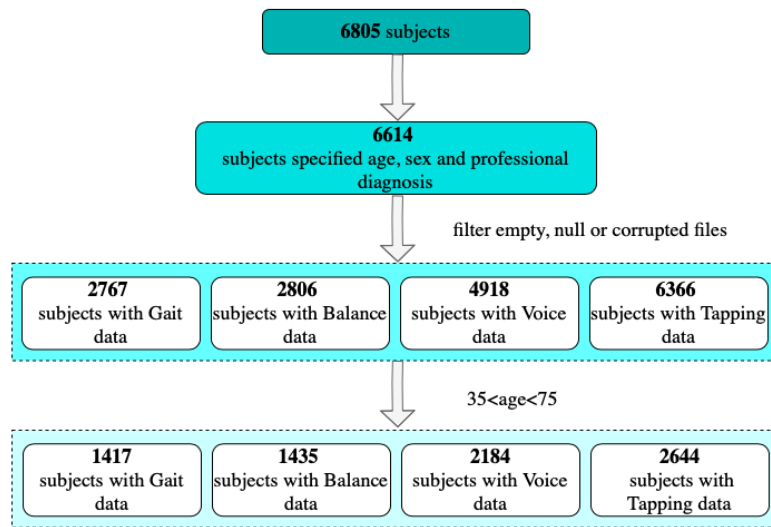 6805 subjects
6614
subjects specified age, sex and professional
diagnosis
filter empty, null or corrupted files
2767
subjects with Gait
data
2806
subjects with Balance
data
4918
subjects with Voice
data
6366
subjects with Tapping
data
35<age<75
1417
subjects with Gait
data
1435
subjects with Balance
data
2184
subjects with Voice
data
2644
subjects with
Tapping data